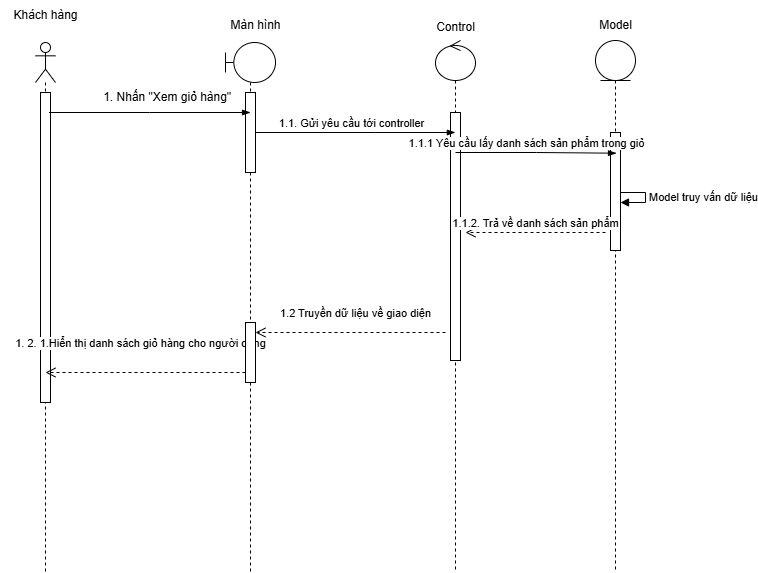 Khách hàng
Màn hình
Control
Model
1. Nhấn "Xem giỏ hàng"
1.1. Gửi yêu cầu tới controller
1.1.1 Yêu cầu lấy danh sách sản phẩm trong giỏ
Model truy vấn dữ liệu
1.1.2. Trả về danh sách sản phẩm
1.2 Truyền dữ liệu về giao diện
1. 2. 1.Hiển thị danh sách giỏ hàng cho người dùng